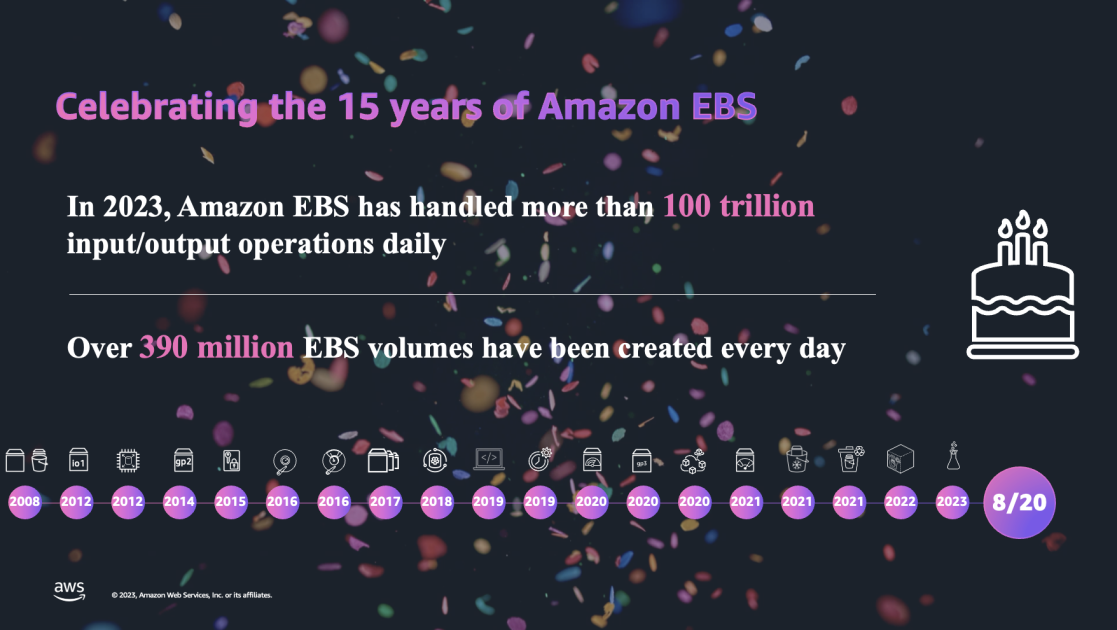 Celebrating the 15 years of Amazon EBS
In 2023, Amazon EBS has handled more than 100 trillion
input/output operations daily
Over 390 million EBS volumes have been created every day
io1
gp2
gp3
2008 2012 2012 2014 2015 2016 2016 2017 2018 2019 2019 2020 2020 2020 2021 2021 2021 2022 2023 8/20
aws
© 2023, Amazon Web Services, Inc. or its affiliates.